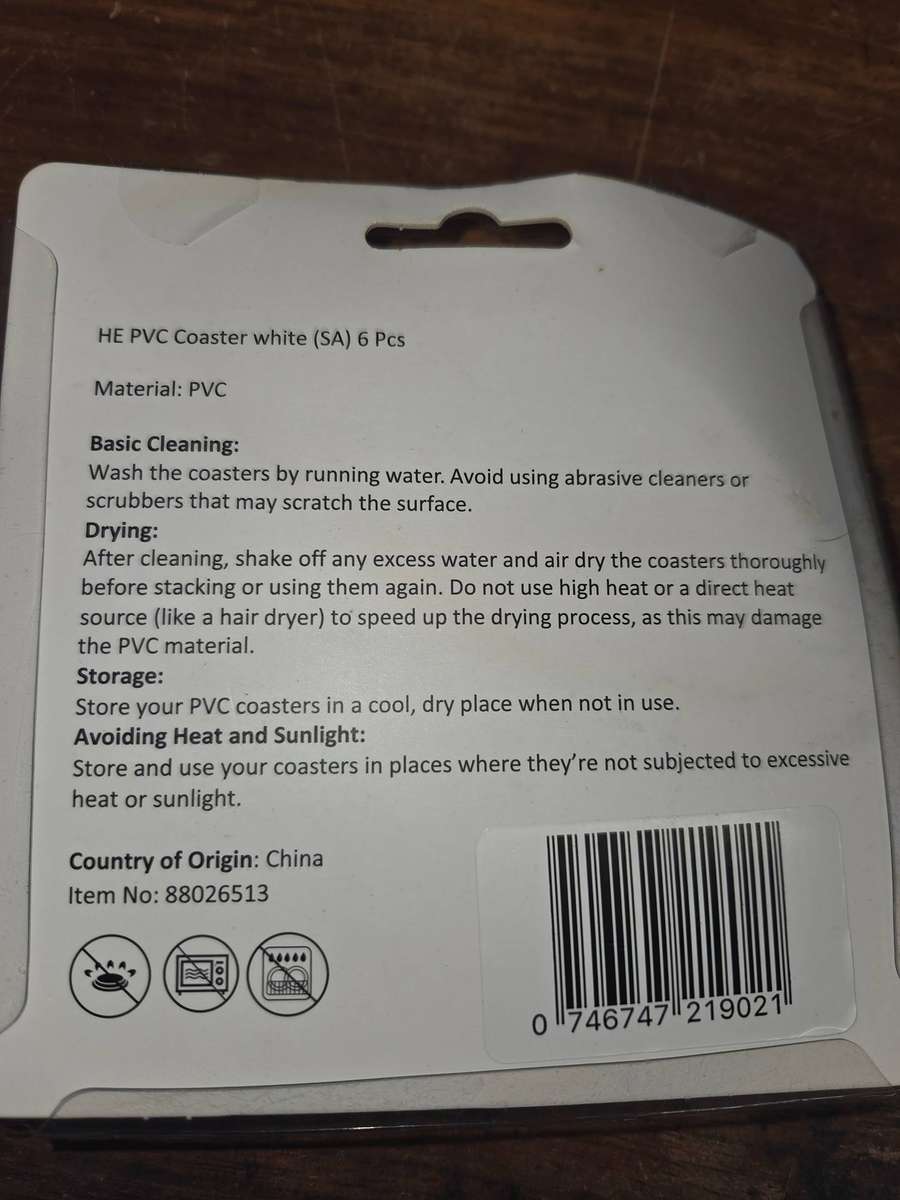 HE PVC Coaster white (SA) 6 Pcs
Material: PVC
Basic Cleaning:
Wash the coasters by running water. Avoid using abrasive cleaners or
scrubbers that may scratch the surface.
Drying:
After cleaning, shake off any excess water and air dry the coasters thoroughly
before stacking or using them again. Do not use high heat or a direct heat
source (like a hair dryer) to speed up the drying process, as this may damage
the PVC material.
Storage:
Store your PVC coasters in a cool, dry place when not in use.
Avoiding Heat and Sunlight:
Store and use your coasters in places where they’re not subjected to excessive
heat or sunlight.
Country of Origin: China
Item No: 88026513
0 746747 219021